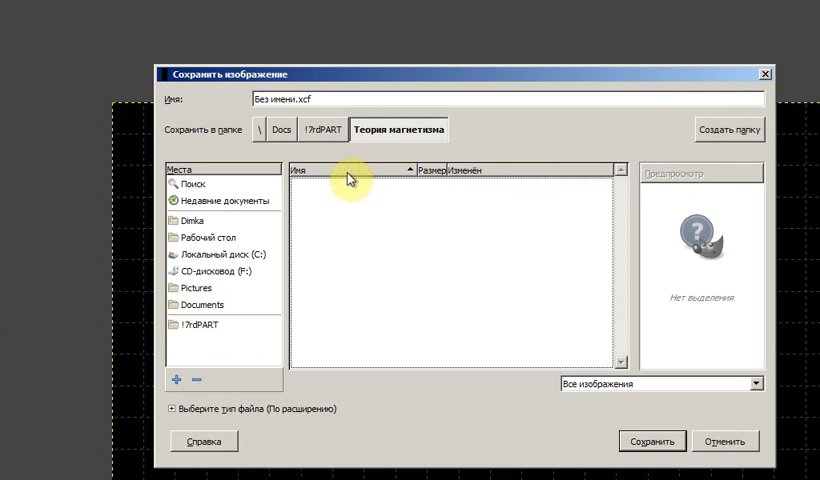 Сохранить изображение
Имя:
Без имени.xcf
Сохранить в папке
\
Docs
!7rdPART
Теория магнетизма
Создать папку
Места
Поиск
Недавние документы
Dimka
Рабочий стол
Локальный диск (C:)
CD-дисковод (F:)
Pictures
Documents
!7rdPART
Имя
Размер
Изменён
Предпросмотр
Нет выделения
Все изображения
Выберите тип файла (По расширению)
Справка
Сохранить
Отменить